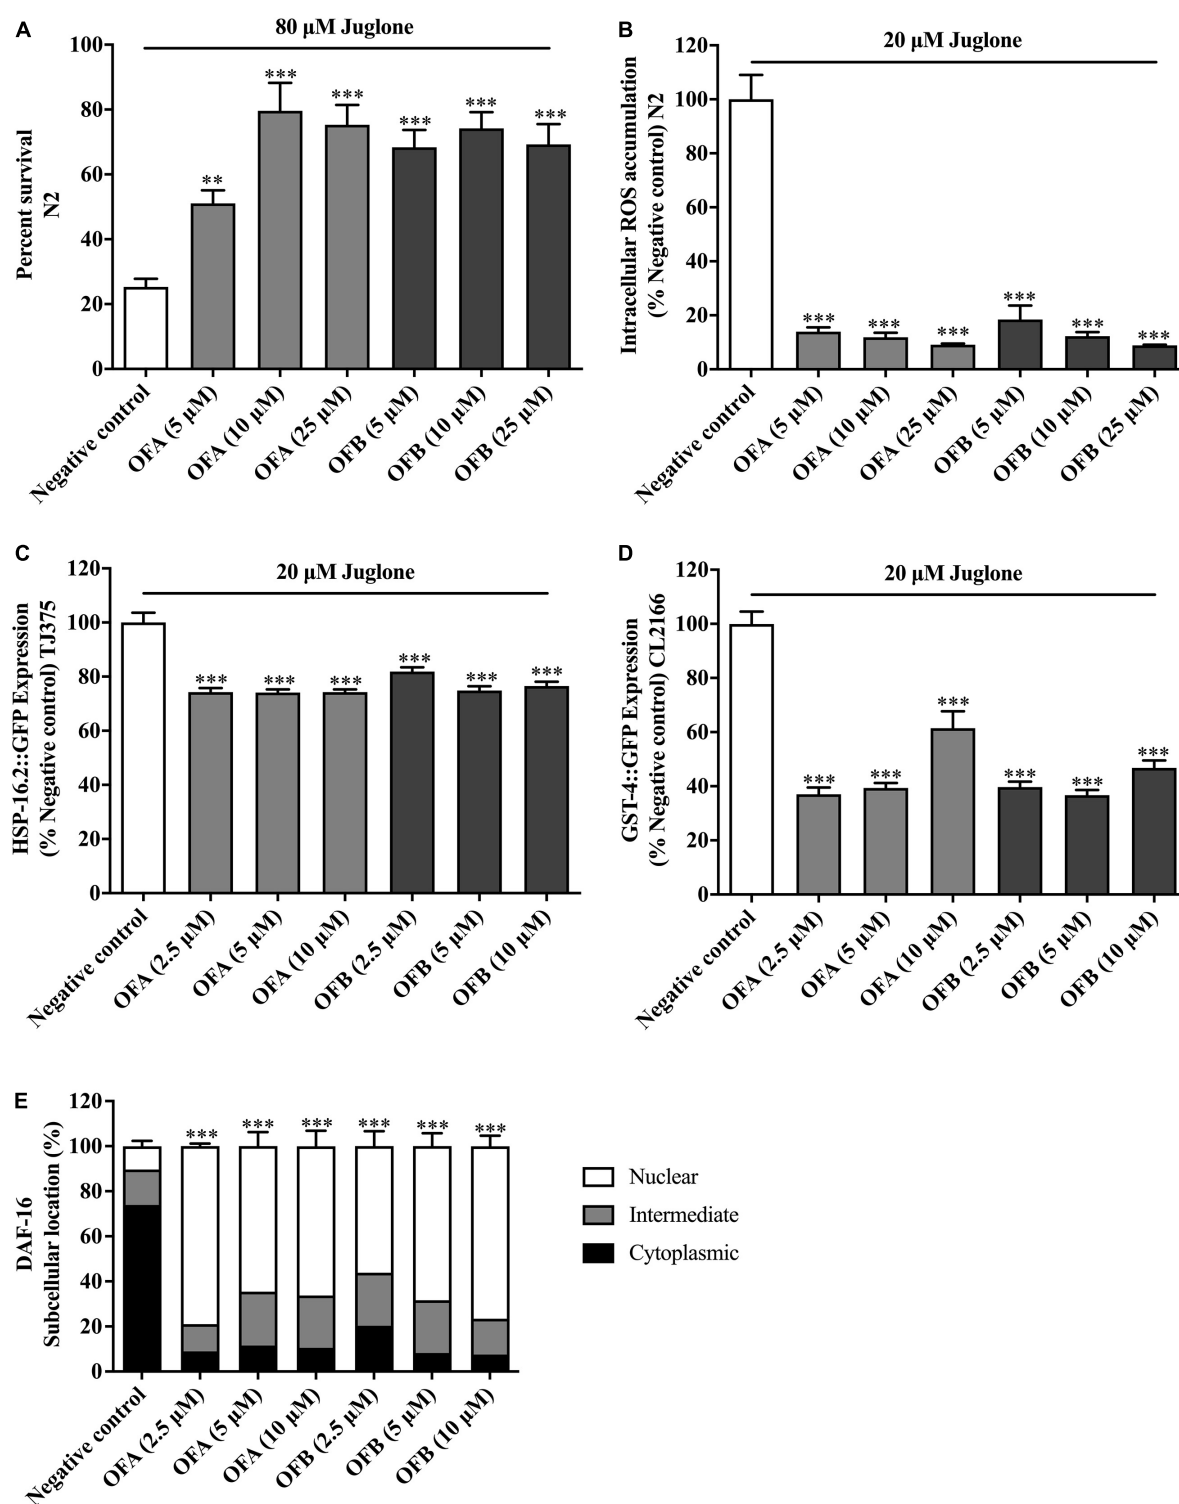 A
80 μM Juglone
Percent survival
N2
100
80
60
40
20
0
**
***
***
***
***
***
Negative control
OFA (5 μM)
OFA (10 μM)
OFA (25 μM)
OFB (5 μM)
OFB (10 μM)
OFB (25 μM)
B
20 μM Juglone
Intracellular ROS accumulation
(% Negative control) N2
120
100
80
60
40
20
0
***
***
***
***
***
***
Negative control
OFA (5 μM)
OFA (10 μM)
OFA (25 μM)
OFB (5 μM)
OFB (10 μM)
OFB (25 μM)
C
20 μM Juglone
HSP-16.2::GFP Expression
(% Negative control) TJ375
120
100
80
60
40
20
0
***
***
***
***
***
***
Negative control
OFA (2.5 μM)
OFA (5 μM)
OFA (10 μM)
OFB (2.5 μM)
OFB (5 μM)
OFB (10 μM)
D
20 μM Juglone
GST-4::GFP Expression
(% Negative control) CL2166
120
100
80
60
40
20
0
***
***
***
***
***
***
Negative control
OFA (2.5 μM)
OFA (5 μM)
OFA (10 μM)
OFB (2.5 μM)
OFB (5 μM)
OFB (10 μM)
E
DAF-16
Subcellular location (%)
120
100
80
60
40
20
0
***
***
***
***
***
***
Negative control
OFA (2.5 μM)
OFA (5 μM)
OFA (10 μM)
OFB (2.5 μM)
OFB (5 μM)
OFB (10 μM)
Nuclear
Intermediate
Cytoplasmic